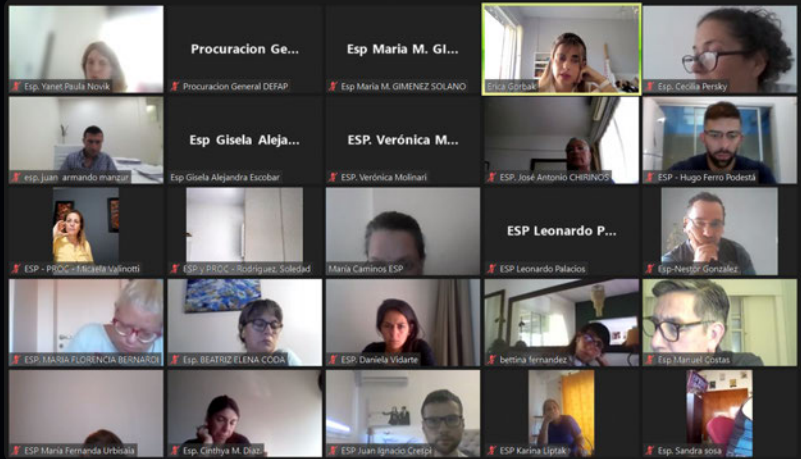 Esp. Yanet Paula Novik
Procuracion Ge...
Procuracion General DEFAP
Esp Maria M. GI...
Esp Maria M. GIMENEZ SOLANO
Erica Gorbak
Esp. Cecilia Persky
esp. juan armando manzur
Esp Gisela Aleja...
Esp Gisela Alejandra Escobar
ESP. Verónica M...
ESP. Verónica Molinari
ESP. José Antonio CHIRINOS
ESP - Hugo Ferro Podestá
ESP - PROC - Micaela Valinotti
ESP y PROC - Rodriguez, Soledad
María Caminos ESP
ESP Leonardo P...
ESP Leonardo Palacios
Esp-Nestor Gonzalez
ESP. MARIA FLORENCIA BERNARDI
Esp. BEATRIZ ELENA CODA
ESP. Daniela Vidarte
bettina fernandez
Esp Manuel Costas
ESP María Fernanda Urbisaia
Esp. Cinthya M. Diaz.
ESP Juan Ignacio Crespi
ESP Karina Liptak
Esp. Sandra sosa